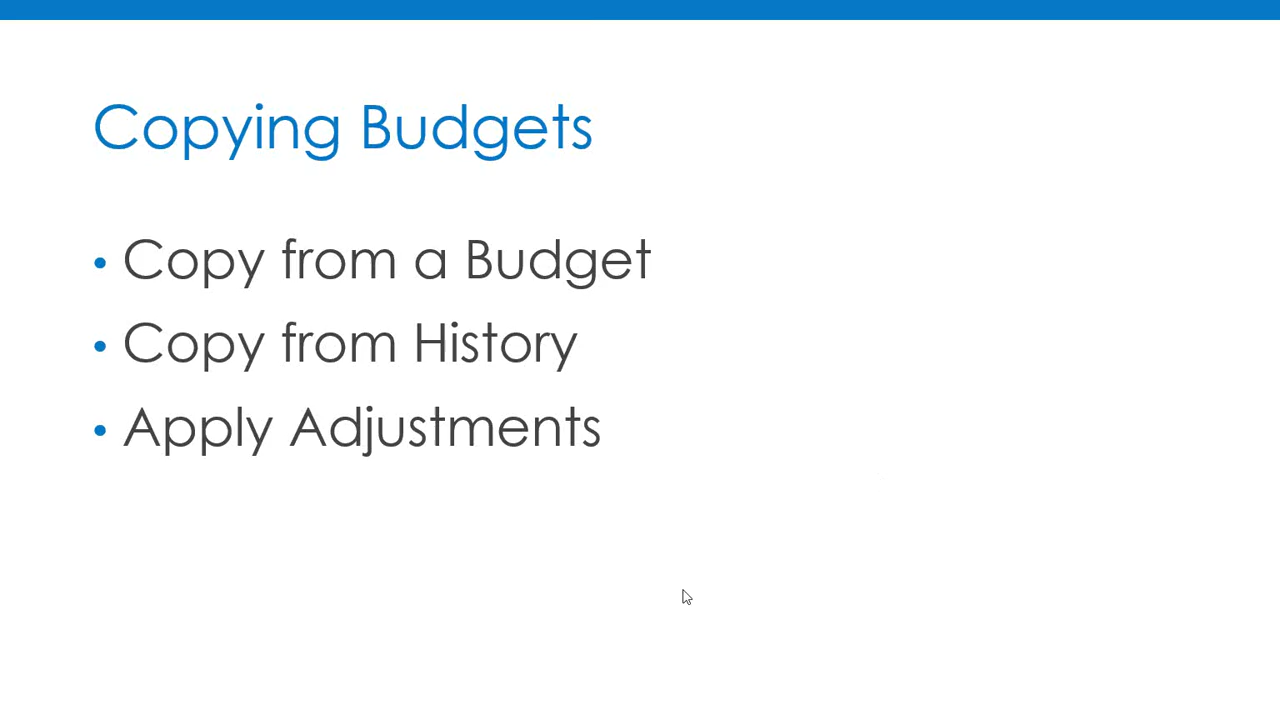 Copying Budgets
• Copy from a Budget
• Copy from History
• Apply Adjustments